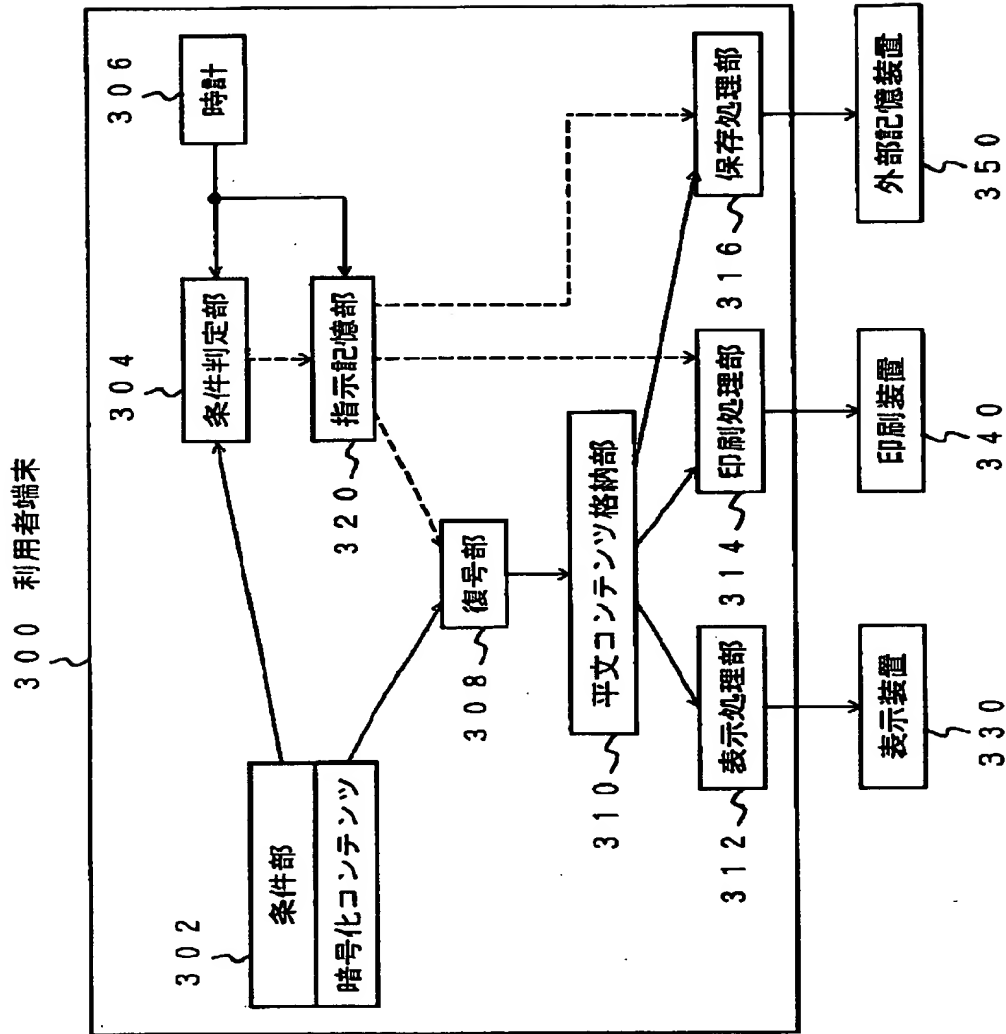 300 利用者端末
306
時計
304
条件判定部
302
条件部
暗号化コンテンツ
指示記憶部
320
復号部
308
平文コンテンツ格納部
310
表示処理部
312
印刷処理部
314
保存処理部
316
表示装置
330
印刷装置
340
外部記憶装置
350